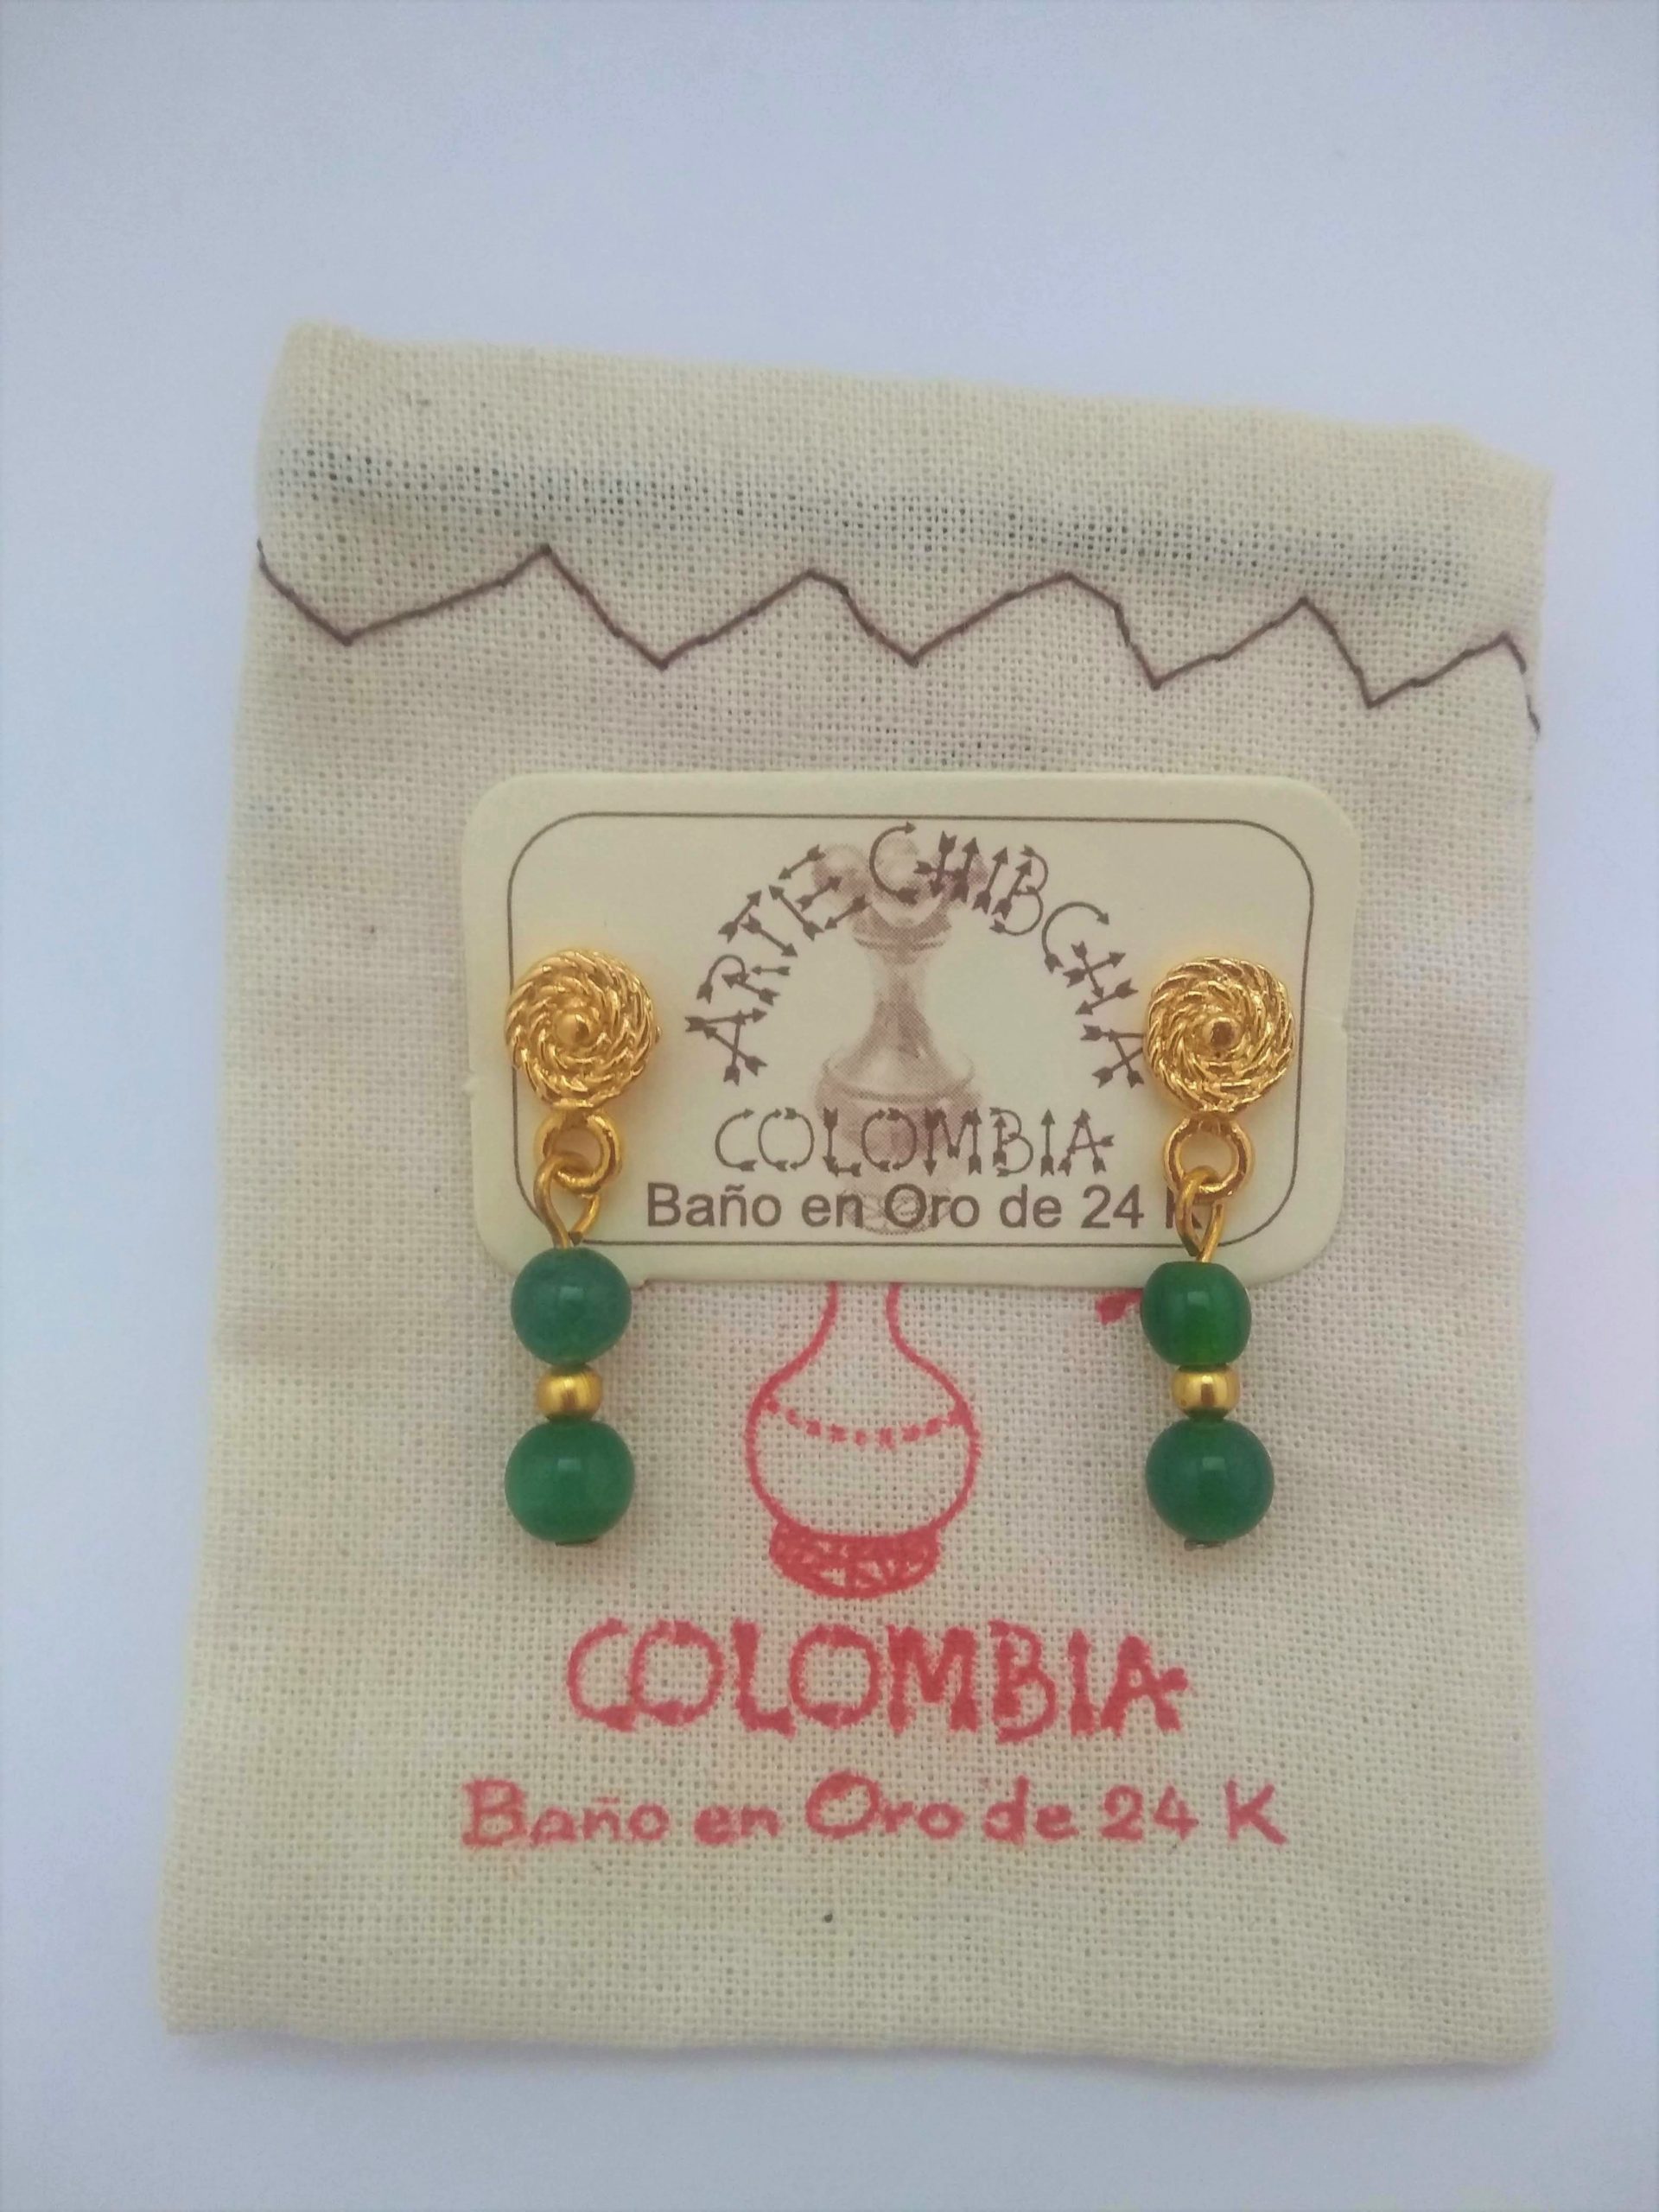 ARTE CHIBCHA
COLOMBIA
Baño en Oro de 24 K
COLOMBIA
Baño en Oro de 24 K